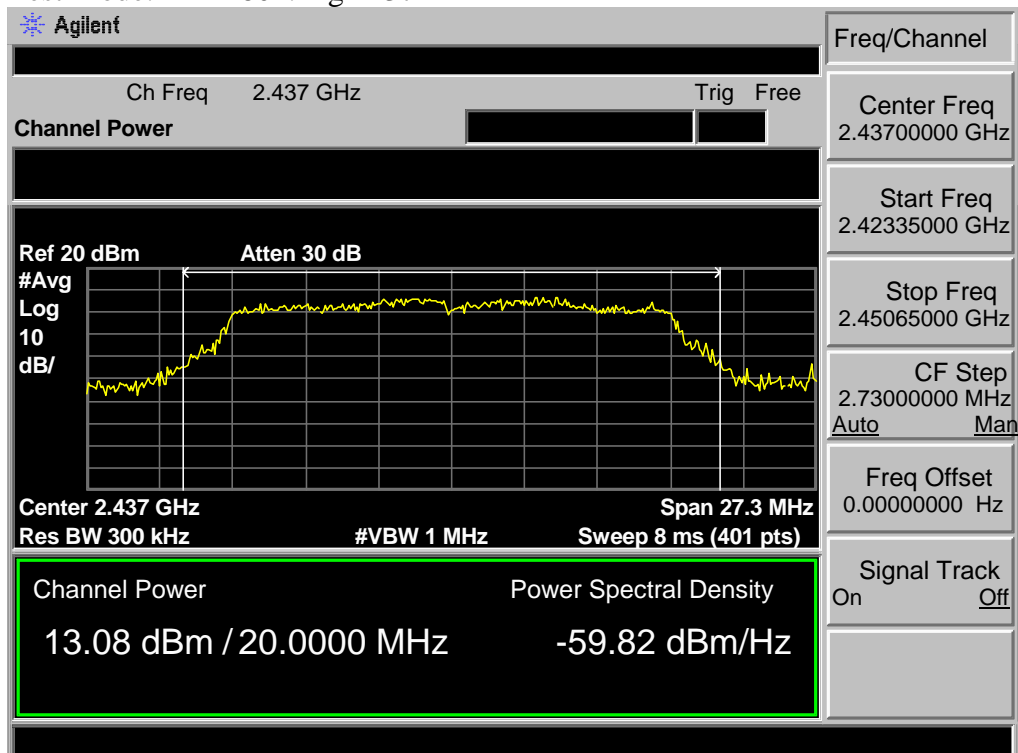 Agilent
Freq/Channel
Ch Freq 2.437 GHz Trig Free
Channel Power
Center Freq
2.43700000 GHz
Start Freq
2.42335000 GHz
Ref 20 dBm Atten 30 dB
#Avg
Log
10
dB/
Stop Freq
2.45065000 GHz
CF Step
2.73000000 MHz
Auto Man
Freq Offset
0.00000000 Hz
Center 2.437 GHz Span 27.3 MHz
Res BW 300 kHz #VBW 1 MHz Sweep 8 ms (401 pts)
Signal Track
On Off
Channel Power Power Spectral Density
13.08 dBm / 20.0000 MHz -59.82 dBm/Hz